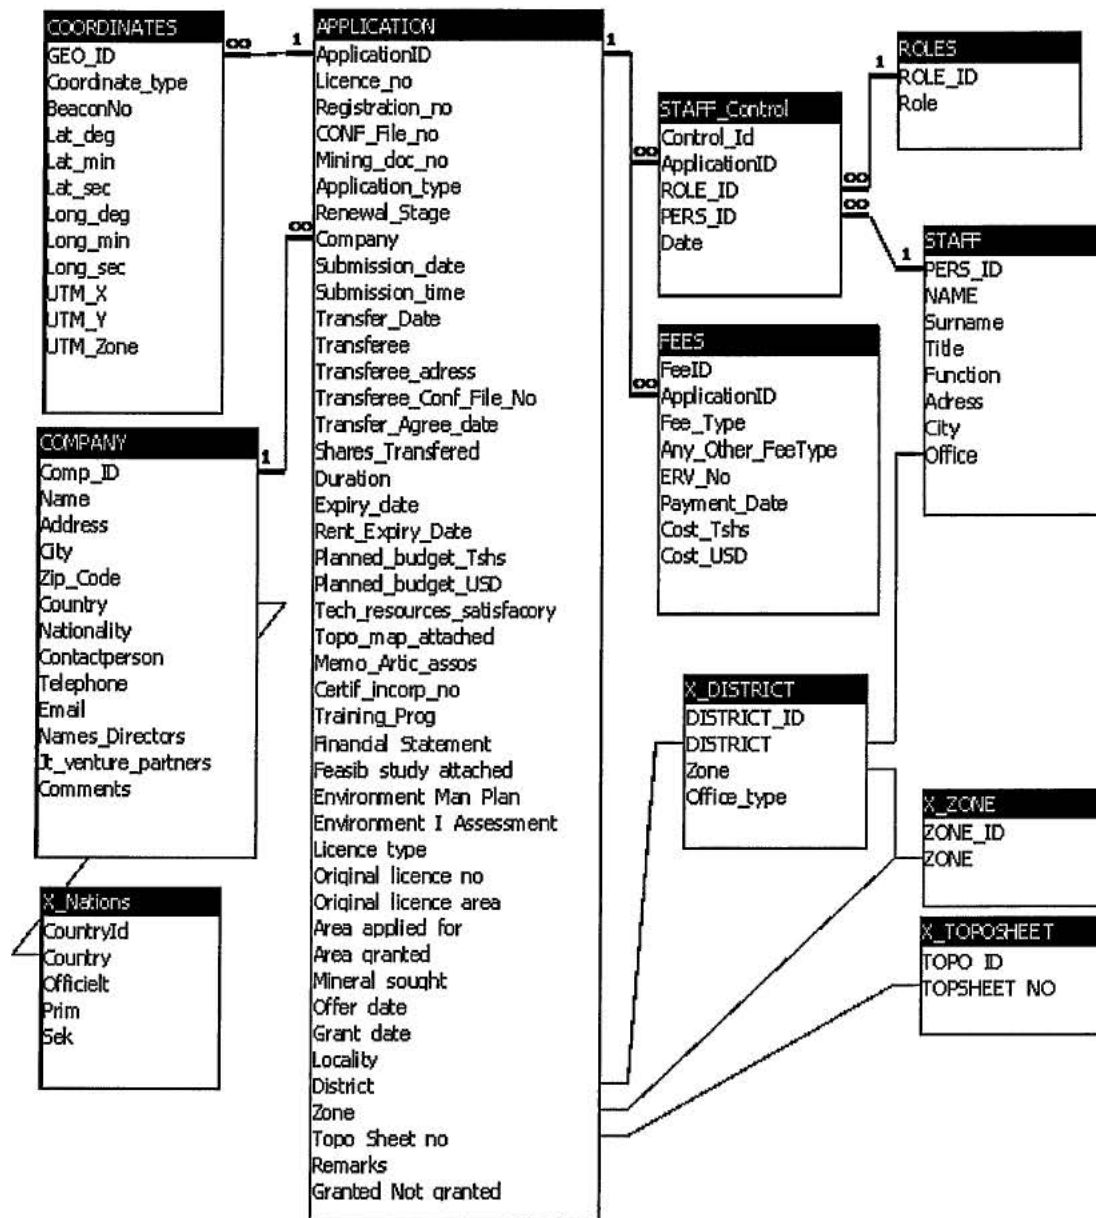 COORDINATES
GEO_ID
Coordinate_type
BeaconNo
Lat_deg
Lat_min
Lat_sec
Long_deg
Long_min
Long_sec
UTM_X
UTM_Y
UTM_Zone
∞ 1
APPLICATION
ApplicationID
Licence_no
Registration_no
CONF_File_no
Mining_doc_no
Application_type
Renewal_Stage
Company
Submission_date
Submission_time
Transfer_Date
Transferee
Transferee_adress
Transferee_Conf_File_No
Transfer_Agree_date
Shares_Transfered
Duration
Expiry_date
Rent_Expiry_Date
Planned_budget_Tshs
Planned_budget_USD
Tech_resources_satisfacory
Topo_map_attached
Memo_Artic_assos
Certif_incorp_no
Training_Prog
Financial Statement
Feasib study attached
Environment Man Plan
Environment I Assessment
Licence type
Original licence no
Original licence area
Area applied for
Area granted
Mineral sought
Offer date
Grant date
Locality
District
Zone
Topo Sheet no
Remarks
Granted Not granted
∞
1
COMPANY
Comp_ID
Name
Address
City
Zip_Code
Country
Nationality
Contactperson
Telephone
Email
Names_Directors
Jt_venture_partners
Comments
X_Nations
CountryId
Country
Officielt
Prim
Sek
1
∞
∞
STAFF_Control
Control_Id
ApplicationID
ROLE_ID
PERS_ID
Date
∞
∞
1
1
ROLES
ROLE_ID
Role
STAFF
PERS_ID
NAME
Surname
Title
Function
Adress
City
Office
FEES
FeeID
ApplicationID
Fee_Type
Any_Other_FeeType
ERV_No
Payment_Date
Cost_Tshs
Cost_USD
X_DISTRICT
DISTRICT_ID
DISTRICT
Zone
Office_type
X_ZONE
ZONE_ID
ZONE
X_TOPOSHEET
TOPO ID
TOPSHEET NO